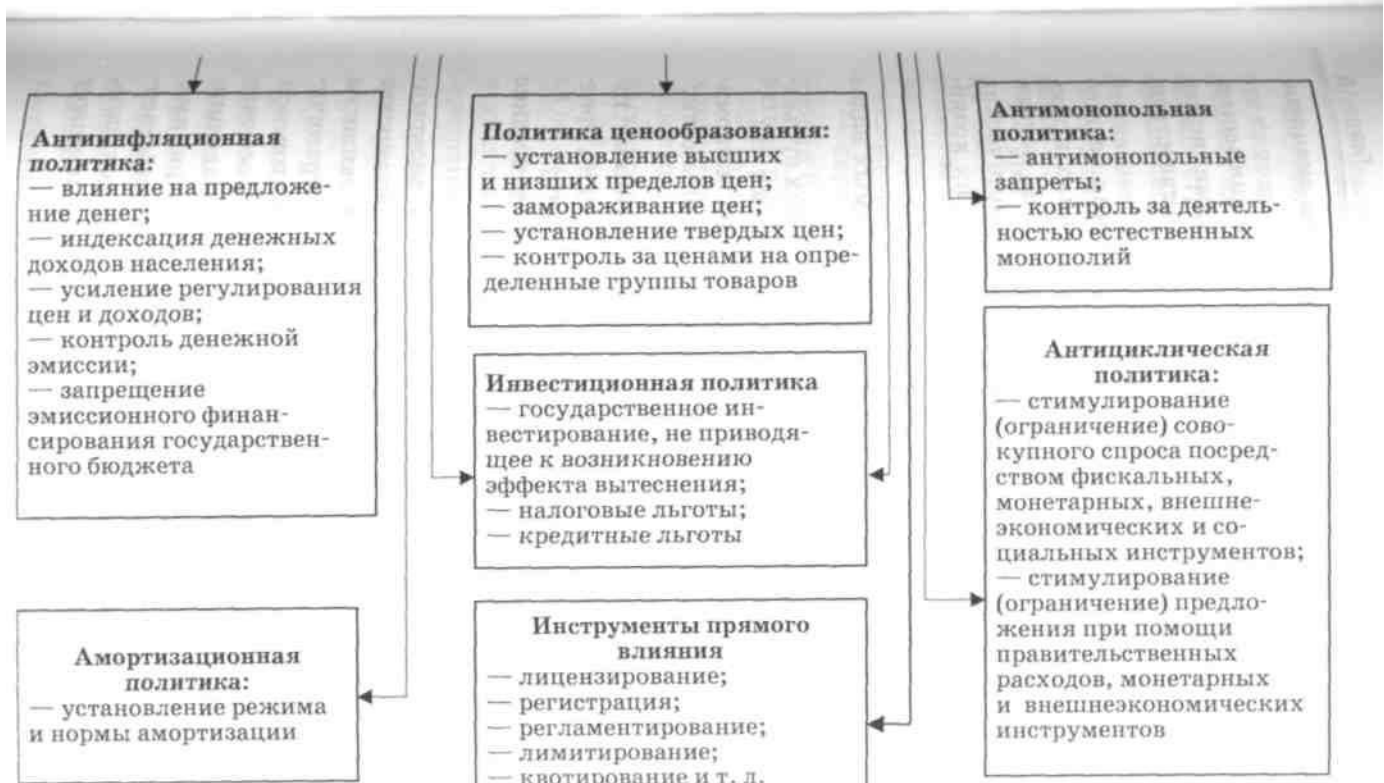 Антиинфляционная
политика:
— влияние на предложе-
ние денег;
— индексация денежных
доходов населения;
— усиление регулирования
цен и доходов;
— контроль денежной
эмиссии;
— запрещение
эмиссионного финан-
сирования государствен-
ного бюджета
Амортизационная
политика:
— установление режима
и нормы амортизации
Политика ценообразования:
— установление высших
и низших пределов цен;
— замораживание цен;
— установление твердых цен;
— контроль за ценами на опре-
деленные группы товаров
Инвестиционная политика
— государственное ин-
вестирование, не приводя-
щее к возникновению
эффекта вытеснения;
— налоговые льготы;
— кредитные льготы
Инструменты прямого
влияния
— лицензирование;
— регистрация;
— регламентирование;
— лимитирование;
— квотирование и т. д.
Антимонопольная
политика:
— антимонопольные
запреты;
— контроль за деятель-
ностью естественных
монополий
Антициклическая
политика:
— стимулирование
(ограничение) сово-
купного спроса посред-
ством фискальных,
монетарных, внешне-
экономических и со-
циальных инструментов;
— стимулирование
(ограничение) предло-
жения при помощи
правительственных
расходов, монетарных
и внешнеэкономических
инструментов